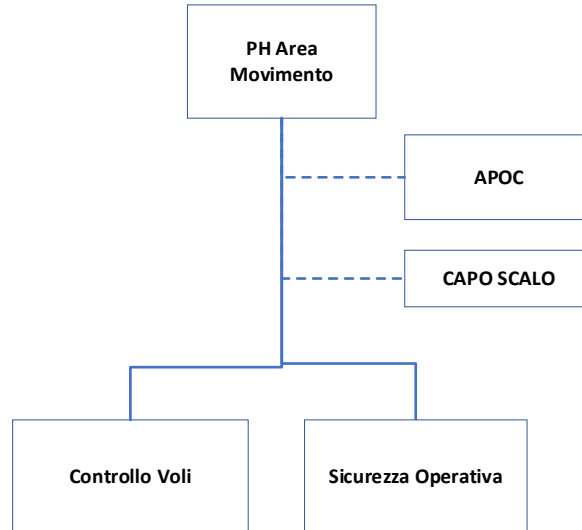 PH Area
Movimento
APOC
CAPO SCALO
Controllo Voli
Sicurezza Operativa